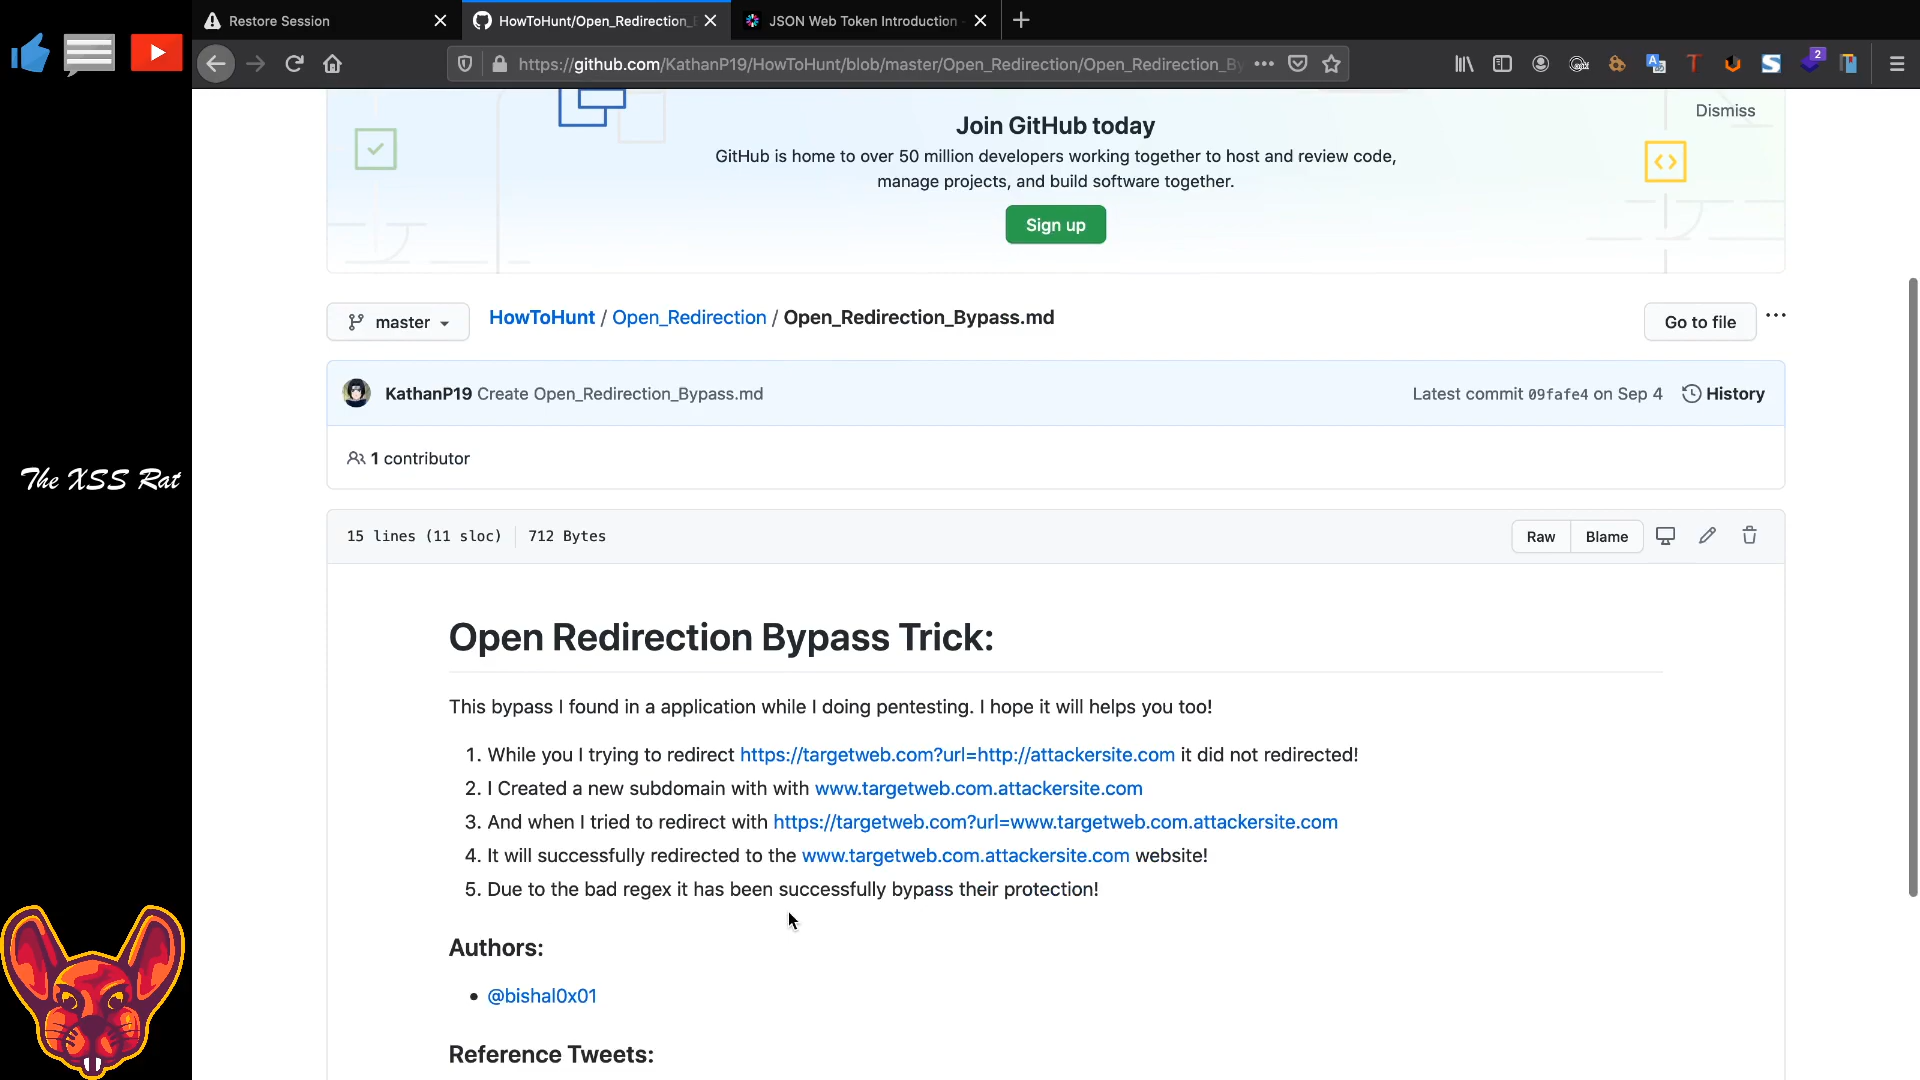 Restore Session
HowToHunt/Open_Redirection_
JSON Web Token Introduction
https://github.com/KathanP19/HowToHunt/blob/master/Open_Redirection/Open_Redirection_By
2
Dismiss
Join GitHub today
GitHub is home to over 50 million developers working together to host and review code,
manage projects, and build software together.
Sign up
master
HowToHunt / Open_Redirection / Open_Redirection_Bypass.md
Go to file
KathanP19 Create Open_Redirection_Bypass.md
Latest commit 09fafe4 on Sep 4
History
1 contributor
The XSS Rat
15 lines (11 sloc)
712 Bytes
Raw
Blame
Open Redirection Bypass Trick:
This bypass I found in a application while I doing pentesting. I hope it will helps you too!
1. While you I trying to redirect https://targetweb.com?url=http://attackersite.com it did not redirected!
2. I Created a new subdomain with with www.targetweb.com.attackersite.com
3. And when I tried to redirect with https://targetweb.com?url=www.targetweb.com.attackersite.com
4. It will successfully redirected to the www.targetweb.com.attackersite.com website!
5. Due to the bad regex it has been successfully bypass their protection!
Authors:
• @bishal0x01
Reference Tweets: